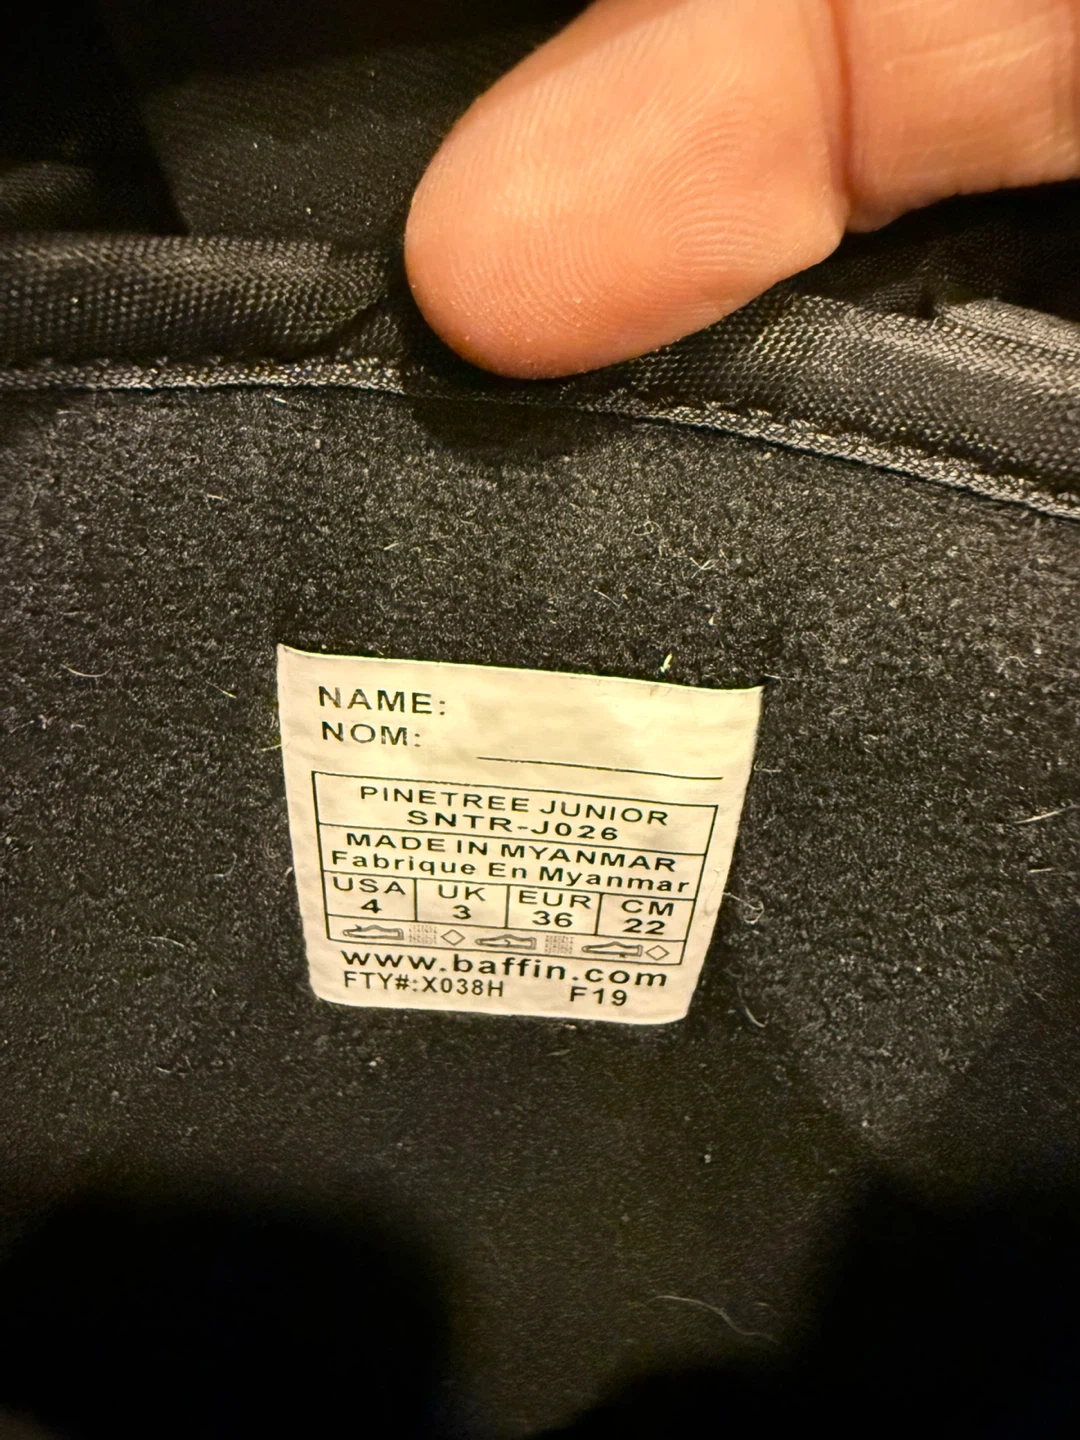 NAME:
NOM:
PINETREE JUNIOR
SNTR-J026
MADE IN MYANMAR
Fabrique En Myanmar
USA UK EUR CM
4 3 36 22
www.baffin.com
FTY#:X038H F19